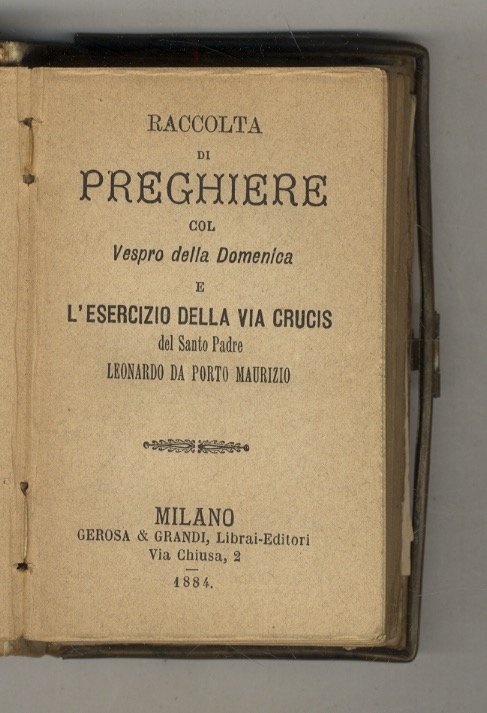 RACCOLTA
DI
PREGHIERE
COL
Vespro della Domenica
E
L'ESERCIZIO DELLA VIA CRUCIS
del Santo Padre
LEONARDO DA PORTO MAURIZIO
MILANO
GEROSA & GRANDI, Librai-Editori
Via Chiusa, 2
1884.